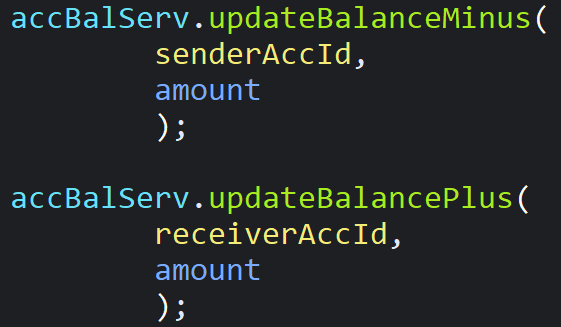 accBalServ.updateBalanceMinus(
senderAccId,
amount
);
accBalServ.updateBalancePlus(
receiverAccId,
amount
);